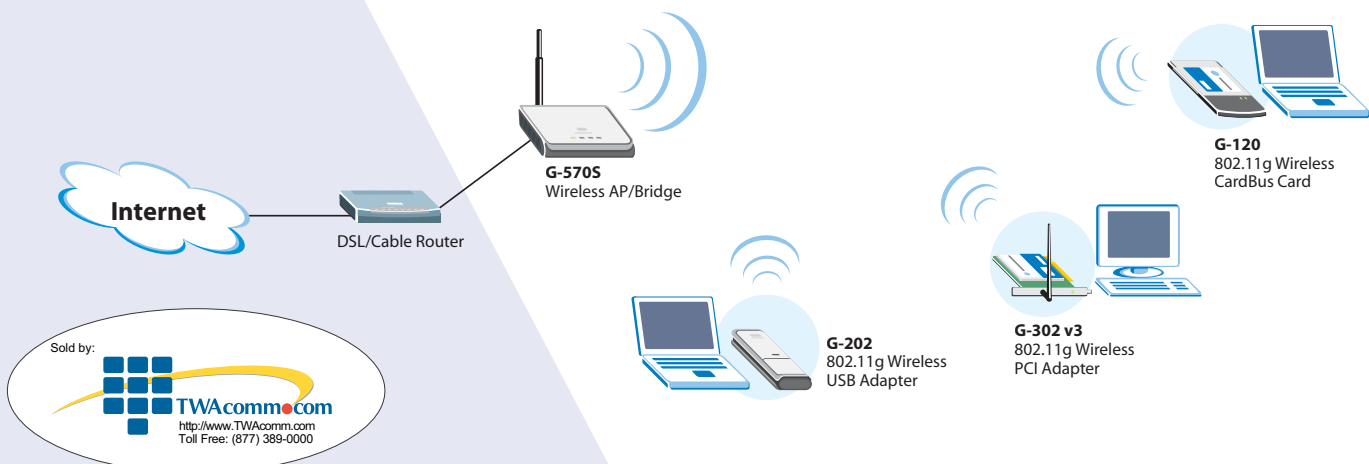 G-570S
Wireless AP/Bridge
Internet
DSL/Cable Router
G-120
802.11g Wireless
CardBus Card
G-302 v3
802.11g Wireless
PCI Adapter
G-202
802.11g Wireless
USB Adapter
Sold by:
TWAcomm.com
http://www.TWAcomm.com
Toll Free: (877) 389-0000